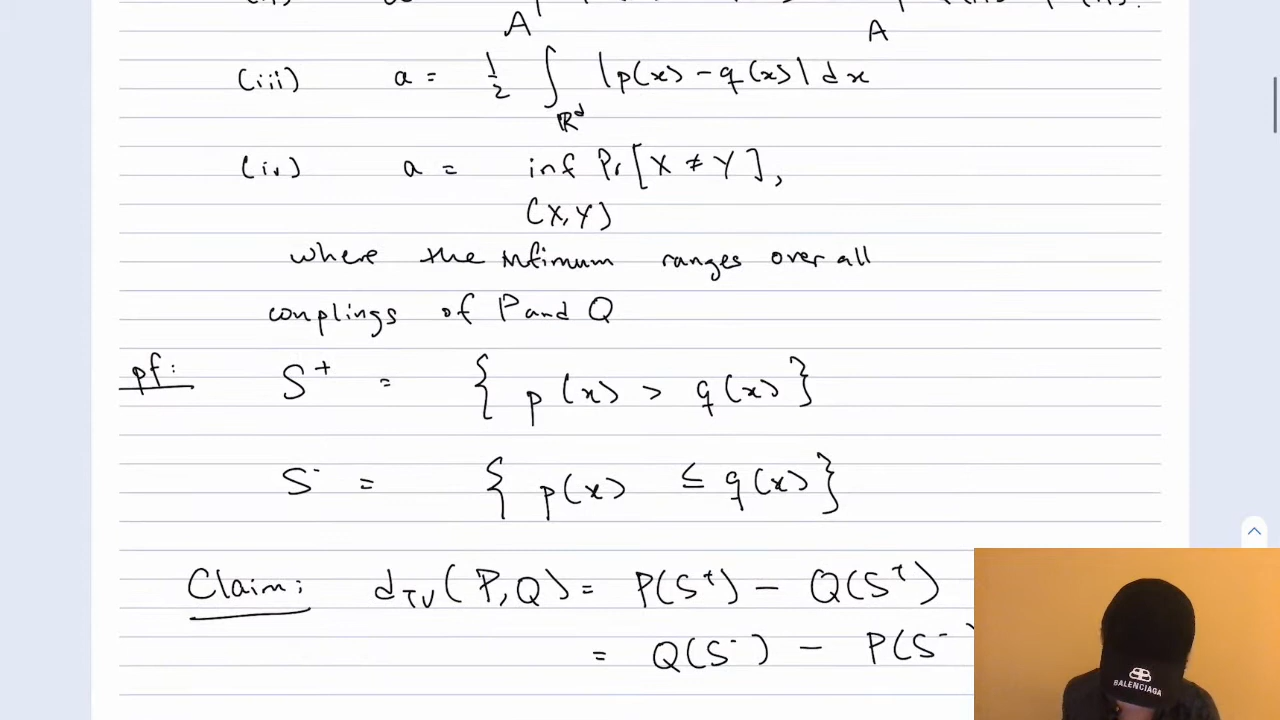 A A
(iii) a = 1/2 ∫_{ℝ^d} |p(x) - q(x)| dx
(iv) a = inf Pr[X ≠ Y],
(X,Y)
where the infimum ranges over all
couplings of P and Q
pf: S⁺ = { p(x) > q(x) }
S⁻ = { p(x) ≤ q(x) }
Claim: d_TV(P,Q) = P(S⁺) - Q(S⁺)
= Q(S⁻) - P(S⁻)
BALENCIAGA